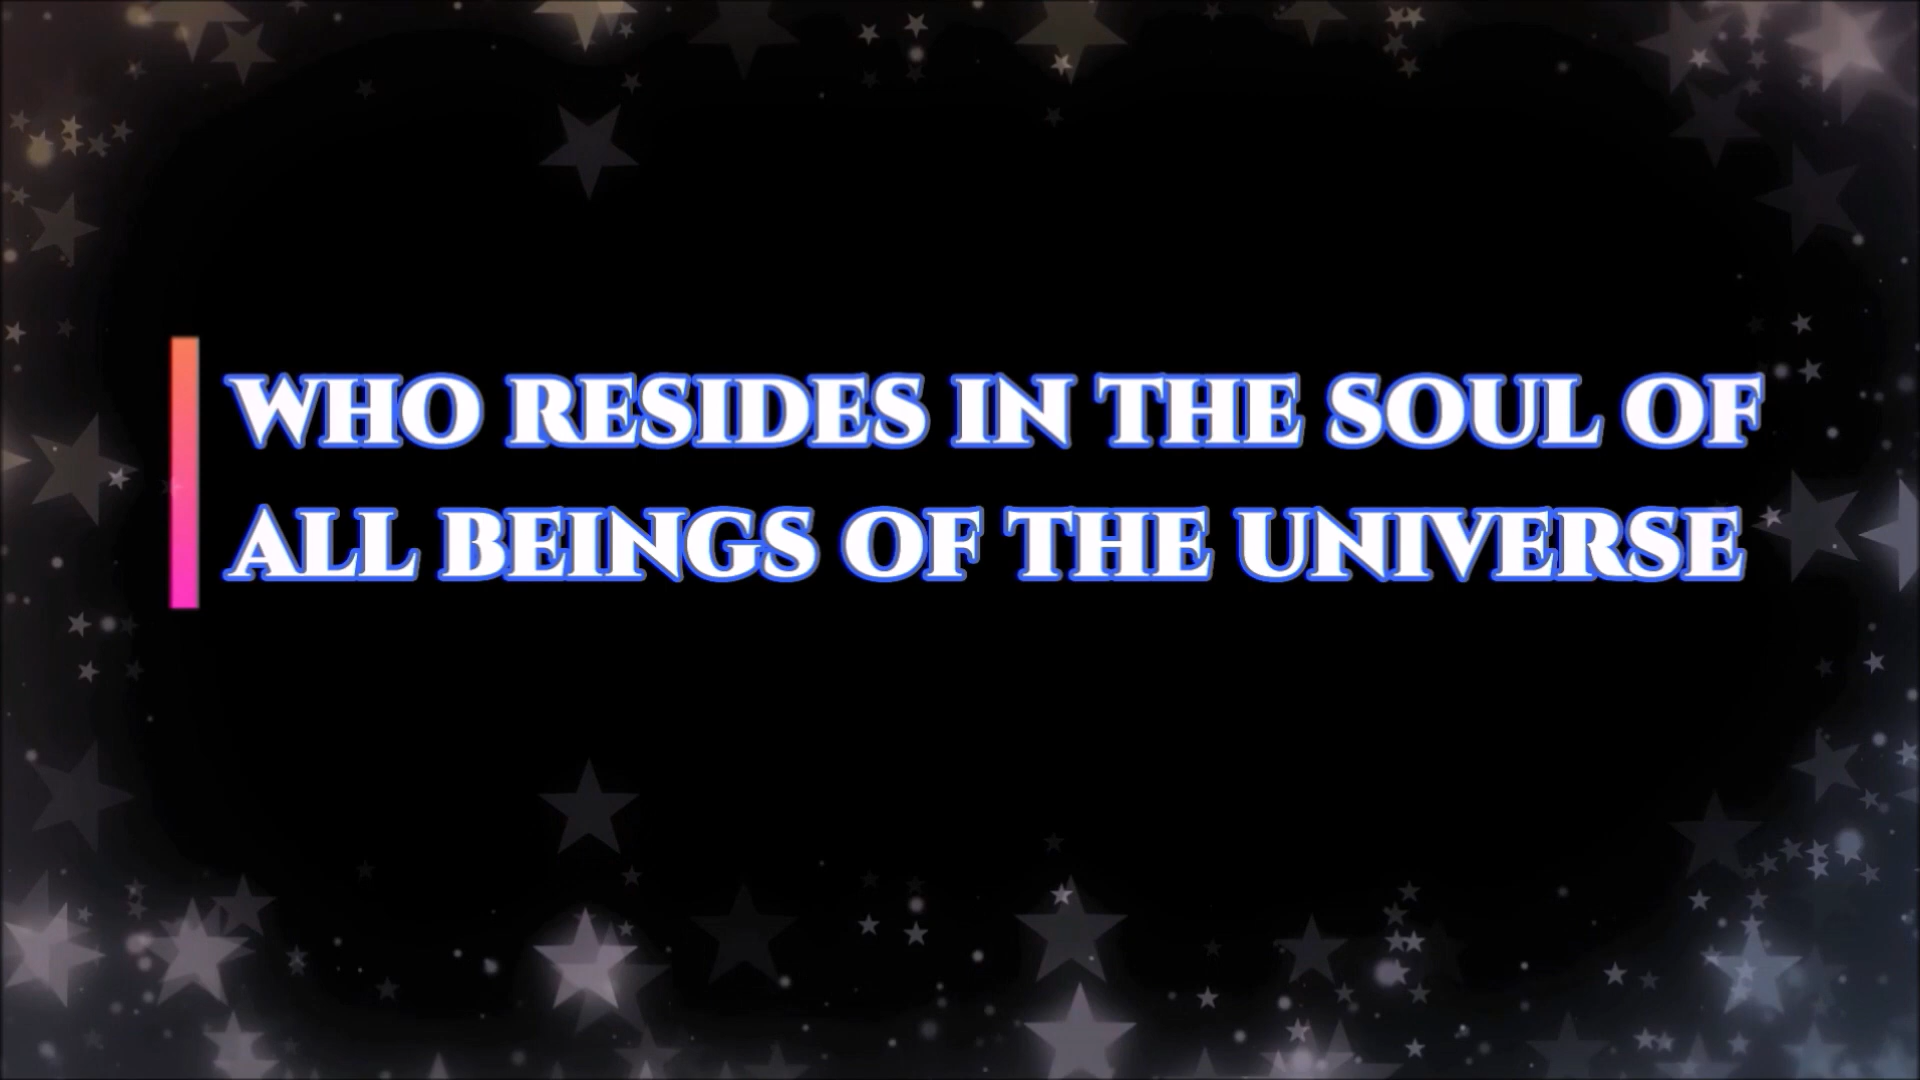 WHO RESIDES IN THE SOUL OF
ALL BEINGS OF THE UNIVERSE